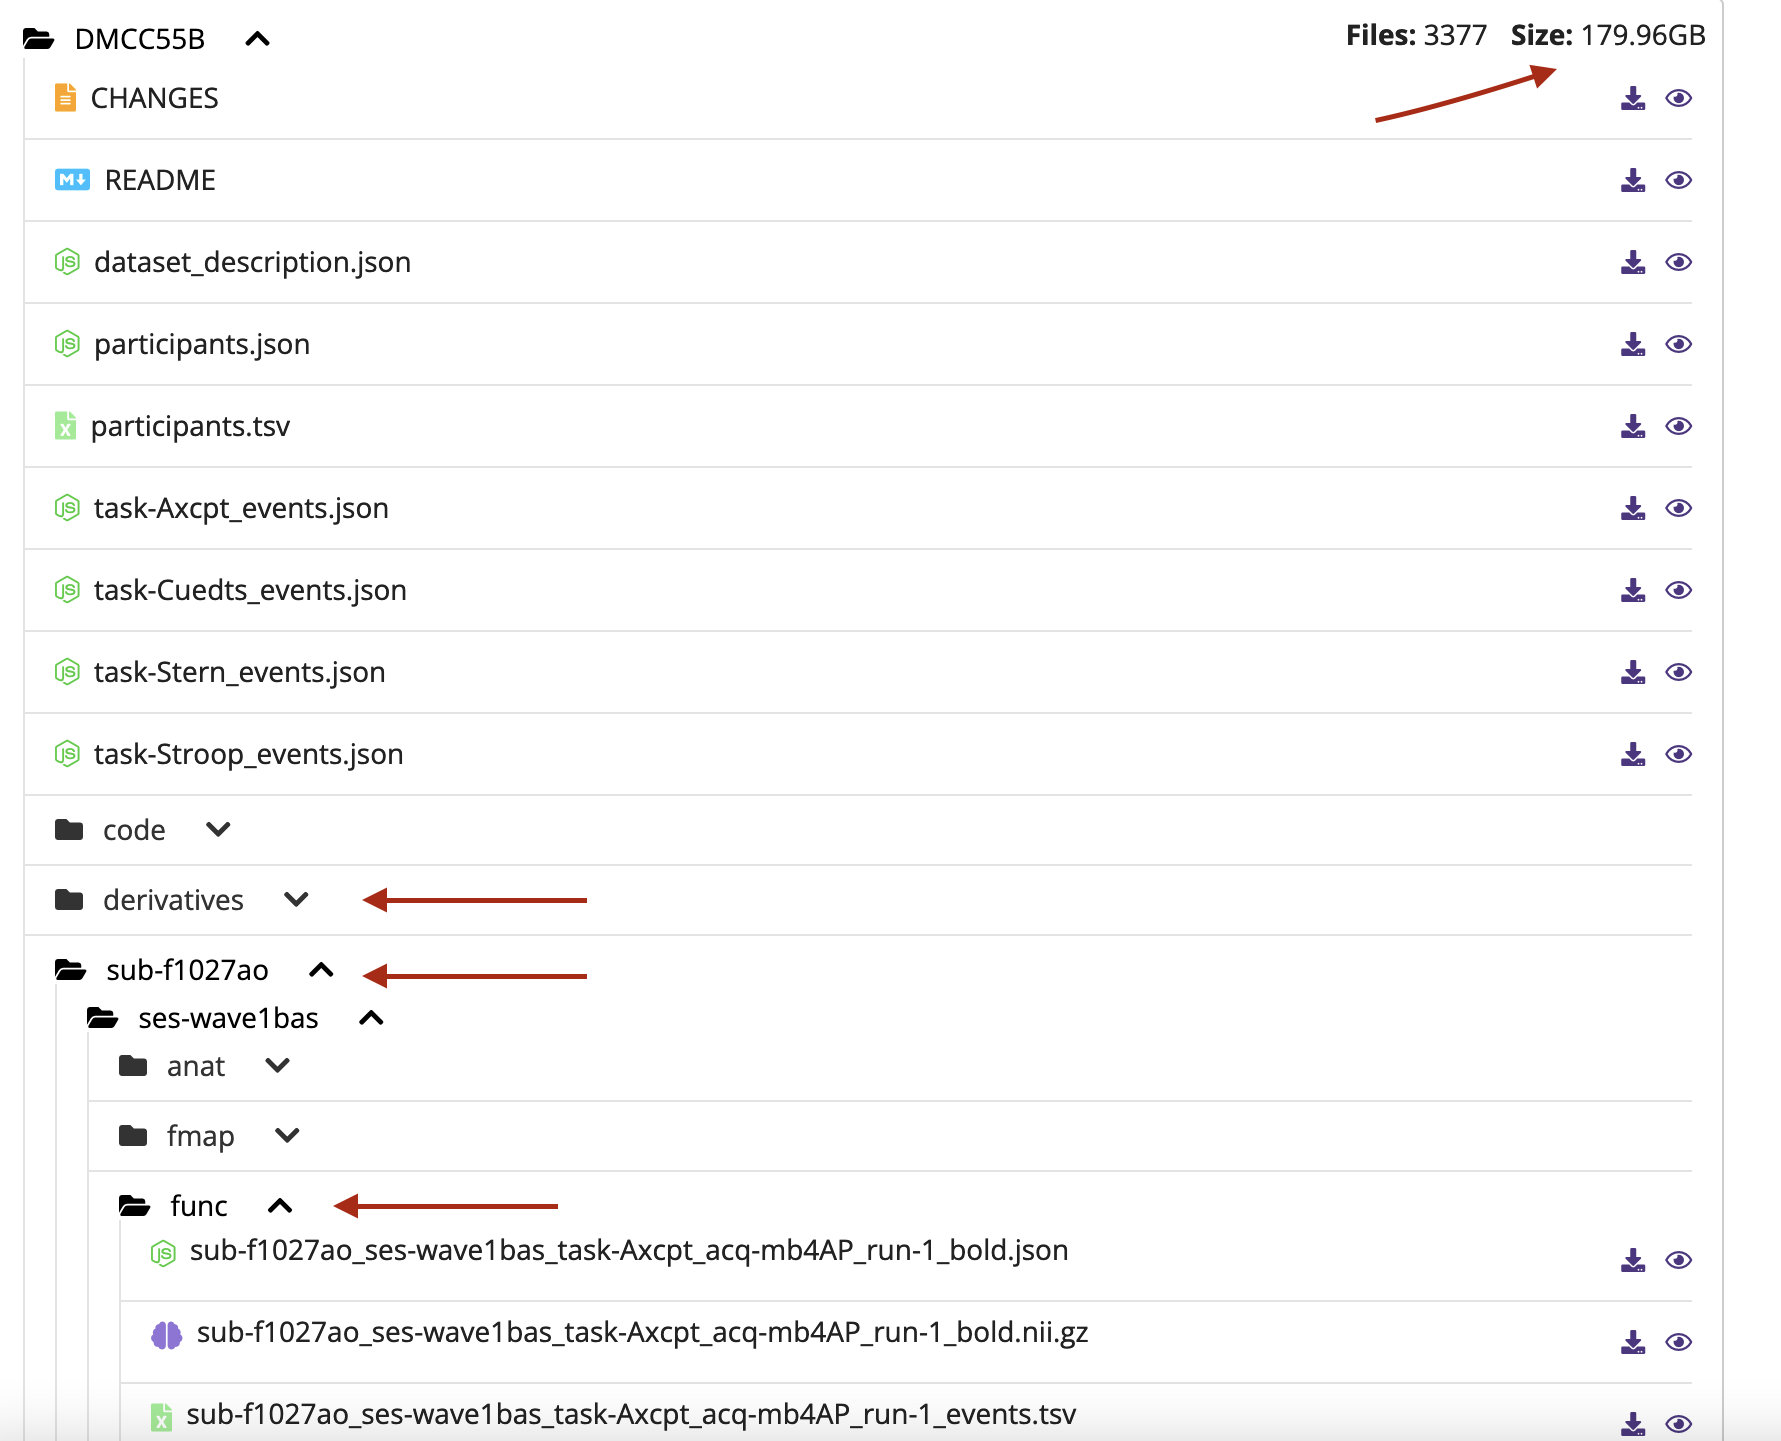 DMCC55B Files: 3377 Size: 179.96GB
CHANGES
README
dataset_description.json
participants.json
participants.tsv
task-Axcpt_events.json
task-Cuedts_events.json
task-Stern_events.json
task-Stroop_events.json
code
derivatives
sub-f1027ao
ses-wave1bas
anat
fmap
func
sub-f1027ao_ses-wave1bas_task-Axcpt_acq-mb4AP_run-1_bold.json
sub-f1027ao_ses-wave1bas_task-Axcpt_acq-mb4AP_run-1_bold.nii.gz
sub-f1027ao_ses-wave1bas_task-Axcpt_acq-mb4AP_run-1_events.tsv